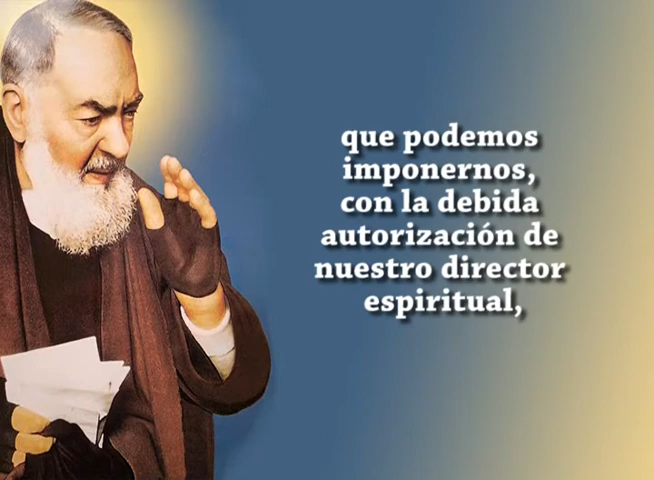 que podemos
imponernos,
con la debida
autorización de
nuestro director
espiritual,